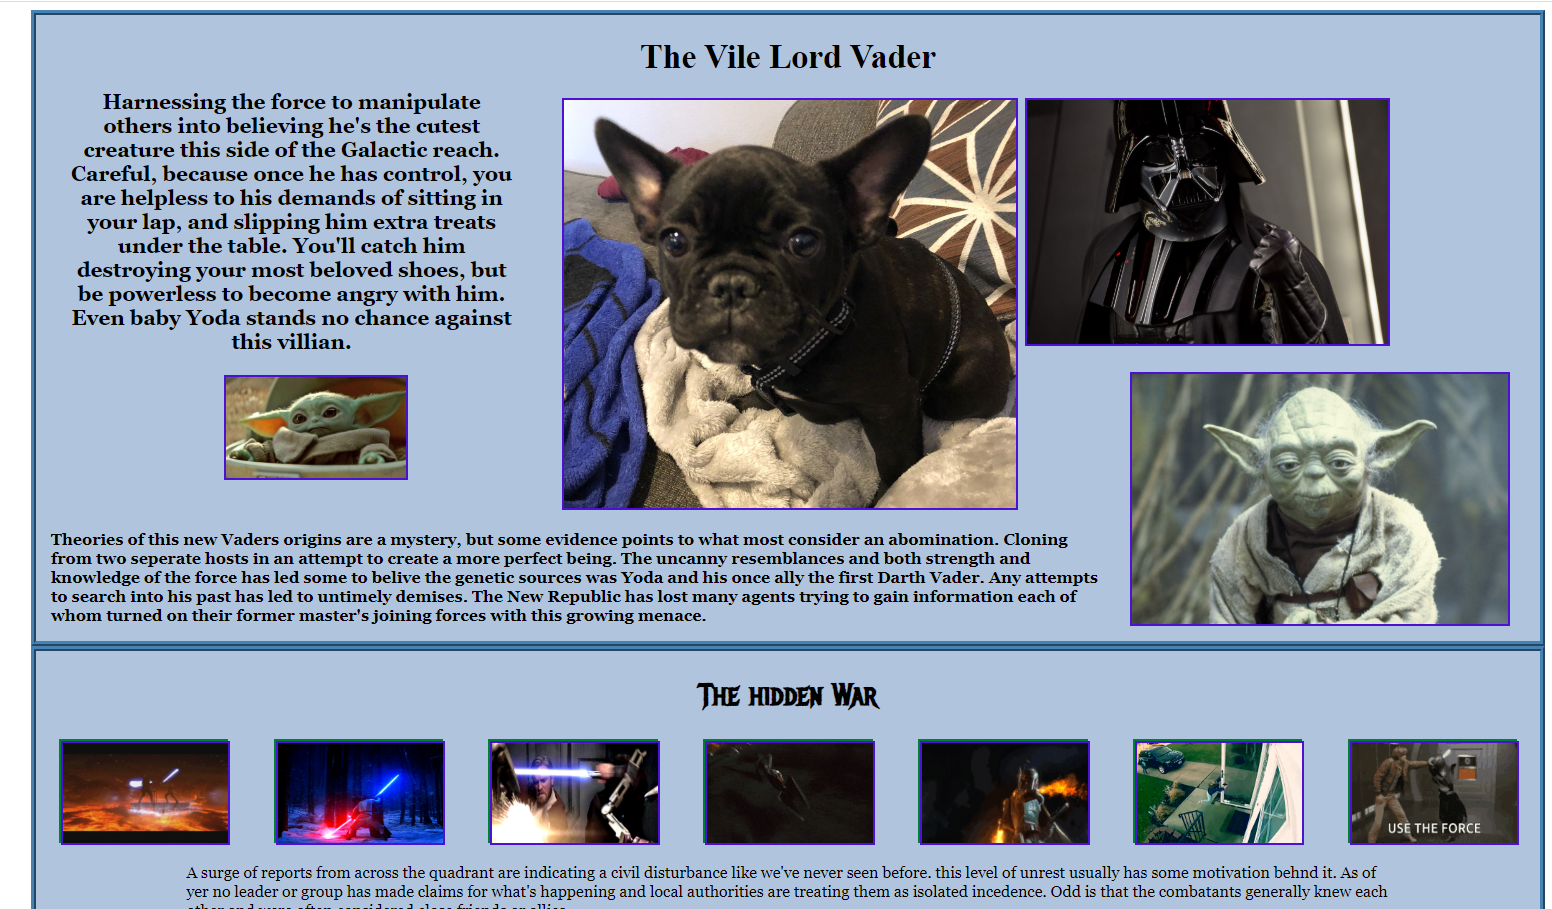 The Vile Lord Vader
Harnessing the force to manipulate
others into believing he's the cutest
creature this side of the Galactic reach.
Careful, because once he has control, you
are helpless to his demands of sitting in
your lap, and slipping him extra treats
under the table. You'll catch him
destroying your most beloved shoes, but
be powerless to become angry with him.
Even baby Yoda stands no chance against
this villian.
Theories of this new Vaders origins are a mystery, but some evidence points to what most consider an abomination. Cloning
from two seperate hosts in an attempt to create a more perfect being. The uncanny resemblances and both strength and
knowledge of the force has led some to belive the genetic sources was Yoda and his once ally the first Darth Vader. Any attempts
to search into his past has led to untimely demises. The New Republic has lost many agents trying to gain information each of
whom turned on their former master's joining forces with this growing menace.
The hidden War
USE THE FORCE
A surge of reports from across the quadrant are indicating a civil disturbance like we've never seen before. this level of unrest usually has some motivation behnd it. As of
yer no leader or group has made claims for what's happening and local authorities are treating them as isolated incedence. Odd is that the combatants generally knew each
other and were often considered close friends or allies